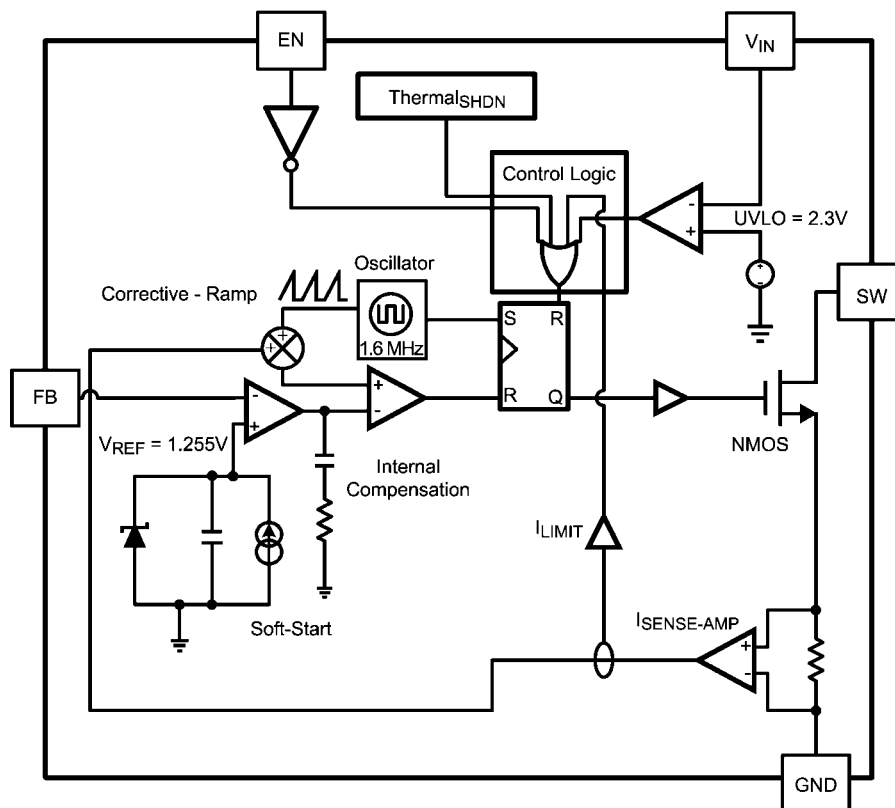 EN
VIN
ThermalSHDN
Control Logic
-
+
UVLO = 2.3V
+
-
SW
Corrective - Ramp
Oscillator
1.6 MHz
+
+
S
R
R
Q
FB
-
+
+
-
VREF = 1.255V
NMOS
Internal
Compensation
ILIMIT
Soft-Start
ISENSE-AMP
+
-
GND